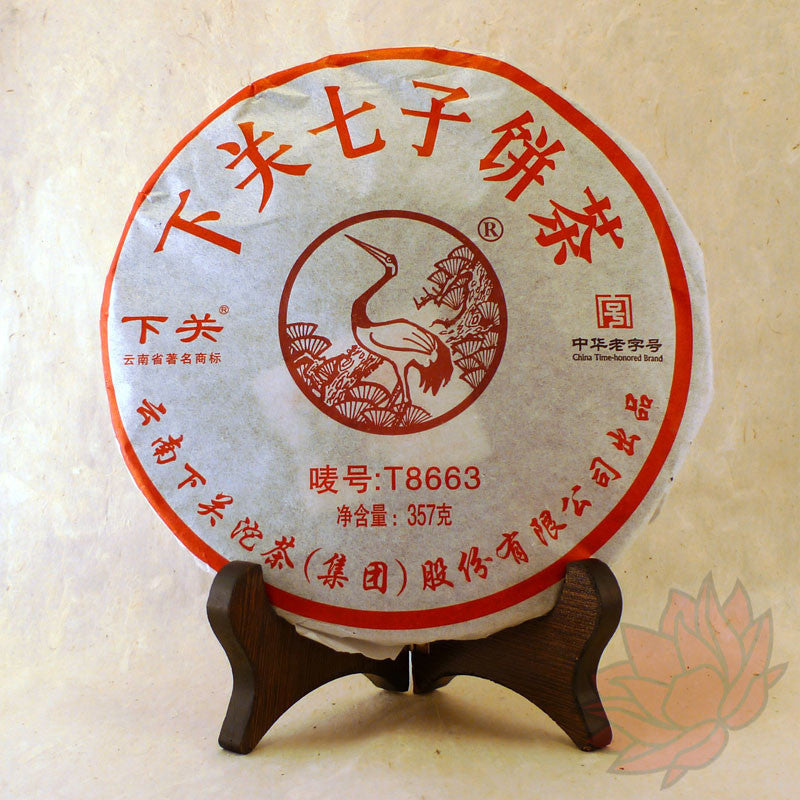 下关七子饼茶
®
下关®
云南省著名商标
中华老字号
China Time-honored Brand
唛号:T8663
净含量：357克
云南下关沱茶(集团)股份有限公司出品